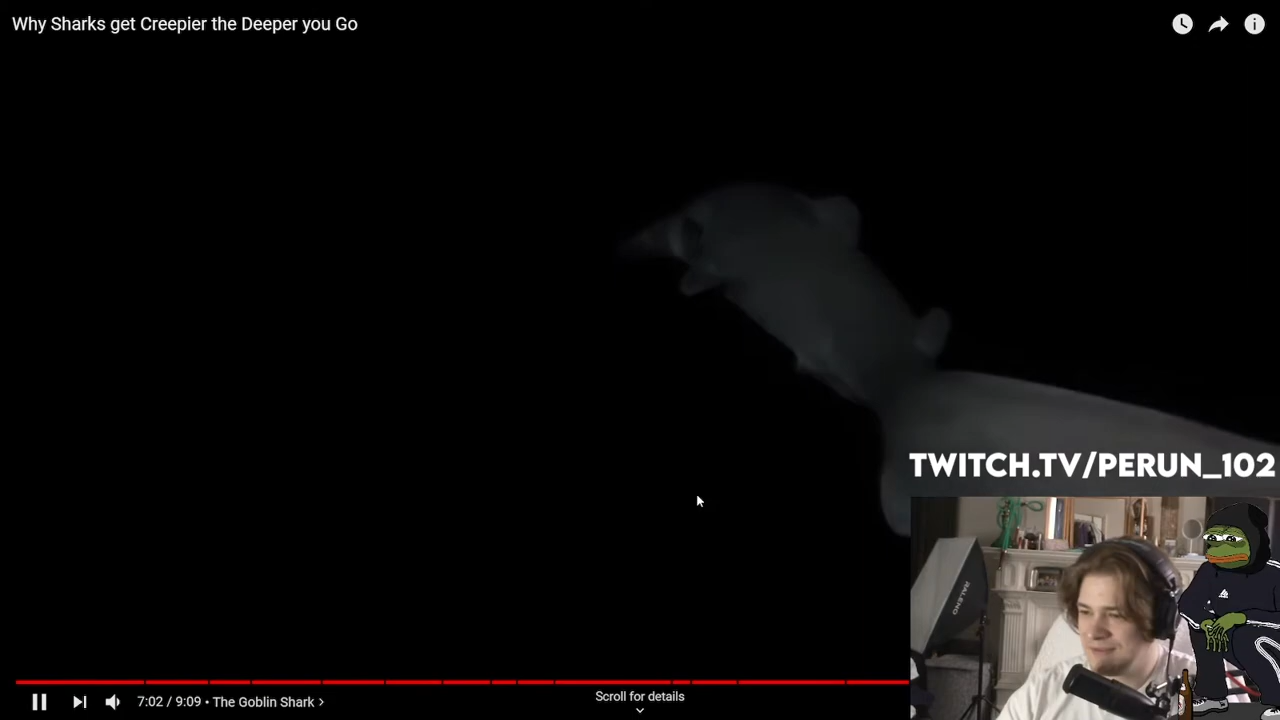 Why Sharks get Creepier the Deeper you Go
TWITCH.TV/PERUN_102
RALENO
7:02 / 9:09 • The Goblin Shark >
Scroll for details